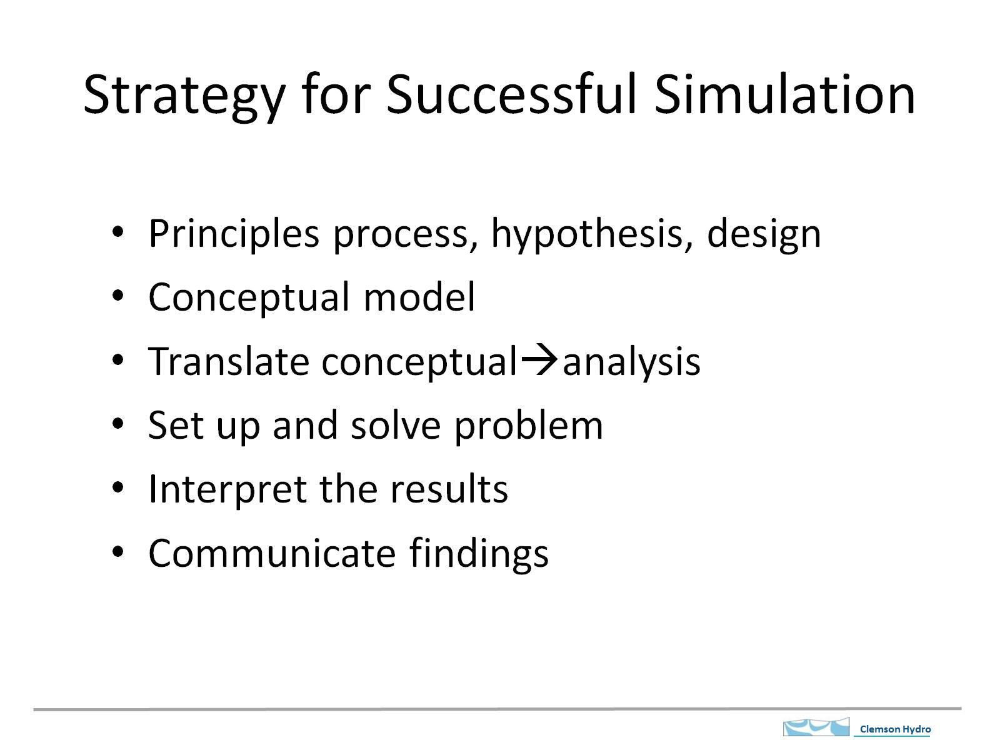 Strategy for Successful Simulation
• Principles process, hypothesis, design
• Conceptual model
• Translate conceptual→analysis
• Set up and solve problem
• Interpret the results
• Communicate findings
Clemson Hydro